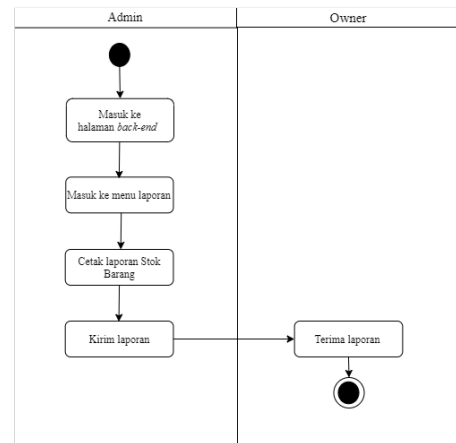 Admin
Owner
Masuk ke
halaman back-end
Masuk ke menu laporan
Cetak laporan Stok
Barang
Kirim laporan
Terima laporan